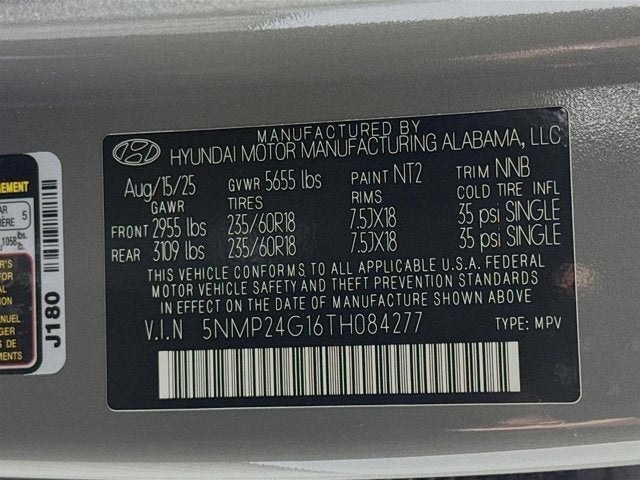 MANUFACTURED BY
HYUNDAI MOTOR MANUFACTURING ALABAMA, LLC
Aug/15/25 GVWR 5655 lbs PAINT NT2 TRIM NNB
GAWR TIRES RIMS COLD TIRE INFL
FRONT 2955 lbs 235/60R18 7.5JX18 35 psi SINGLE
REAR 3109 lbs 235/60R18 7.5JX18 35 psi SINGLE
THIS VEHICLE CONFORMS TO ALL APPLICABLE U.S.A. FEDERAL
MOTOR VEHICLE SAFETY AND THEFT PREVENTION STANDARDS
IN EFFECT ON THE DATE OF MANUFACTURE SHOWN ABOVE
V.I.N 5NMP24G16TH084277 TYPE: MPV
5
1058 lbs.
J180